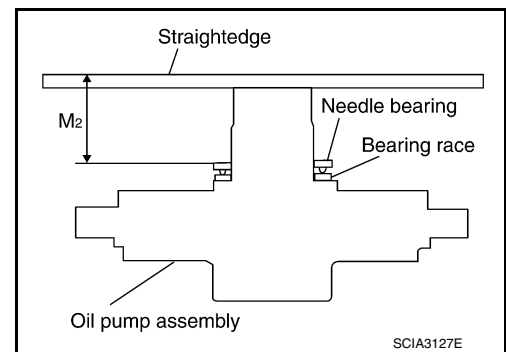 Straightedge
M2
Needle bearing
Bearing race
Oil pump assembly
SCIA3127E